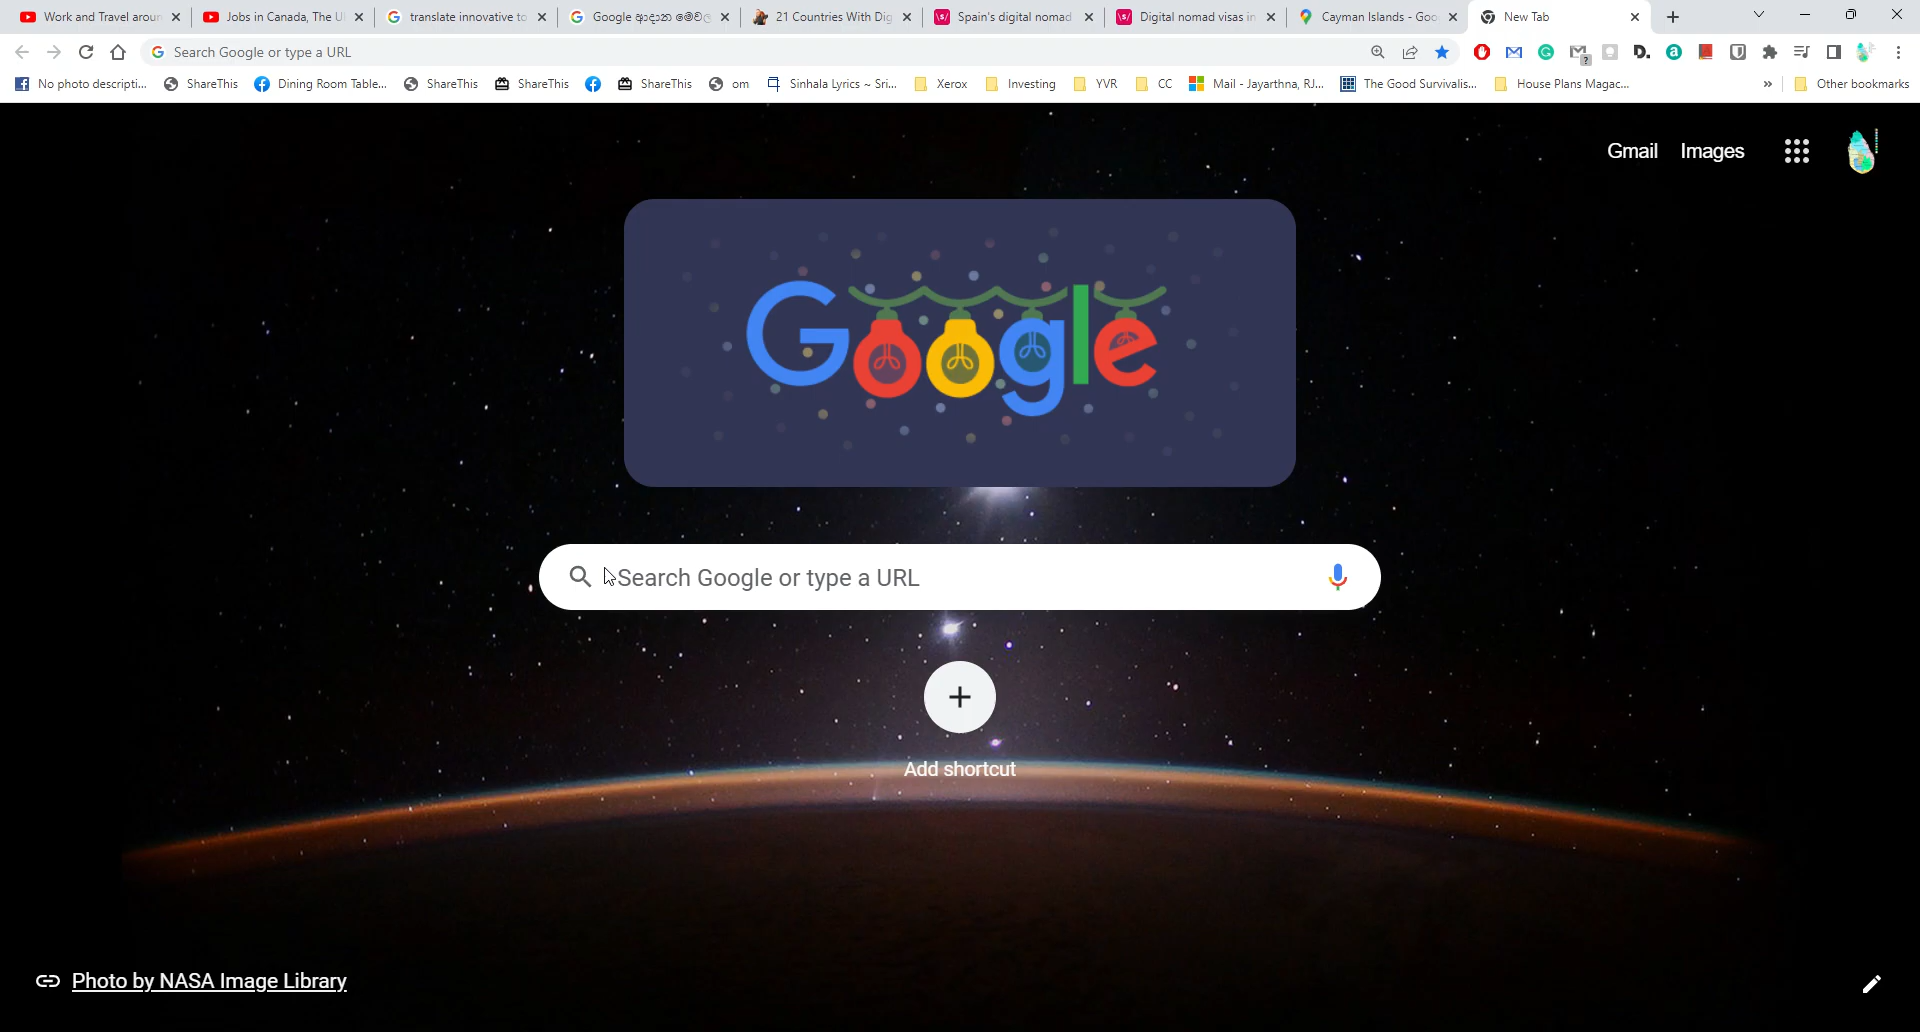 Work and Travel aroun
Jobs in Canada, The U
translate innovative to
Google ආදාන මෙවල
21 Countries With Dig
Spain's digital nomad
Digital nomad visas in
Cayman Islands - Goo
New Tab
Search Google or type a URL
No photo descripti...
ShareThis
Dining Room Table...
ShareThis
ShareThis
ShareThis
om
Sinhala Lyrics ~ Sri...
Xerox
Investing
YVR
CC
Mail - Jayarthna, RJ...
The Good Survivalis...
House Plans Magac...
»
Other bookmarks
Gmail
Images
Google
Search Google or type a URL
Add shortcut
Photo by NASA Image Library